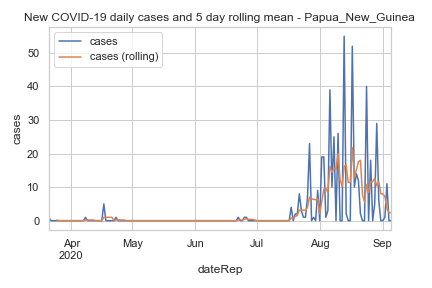 New COVID-19 daily cases and 5 day rolling mean - Papua_New_Guinea
cases
cases (rolling)
cases
50
40
30
20
10
0
Apr
2020
May
Jun
Jul
Aug
Sep
dateRep